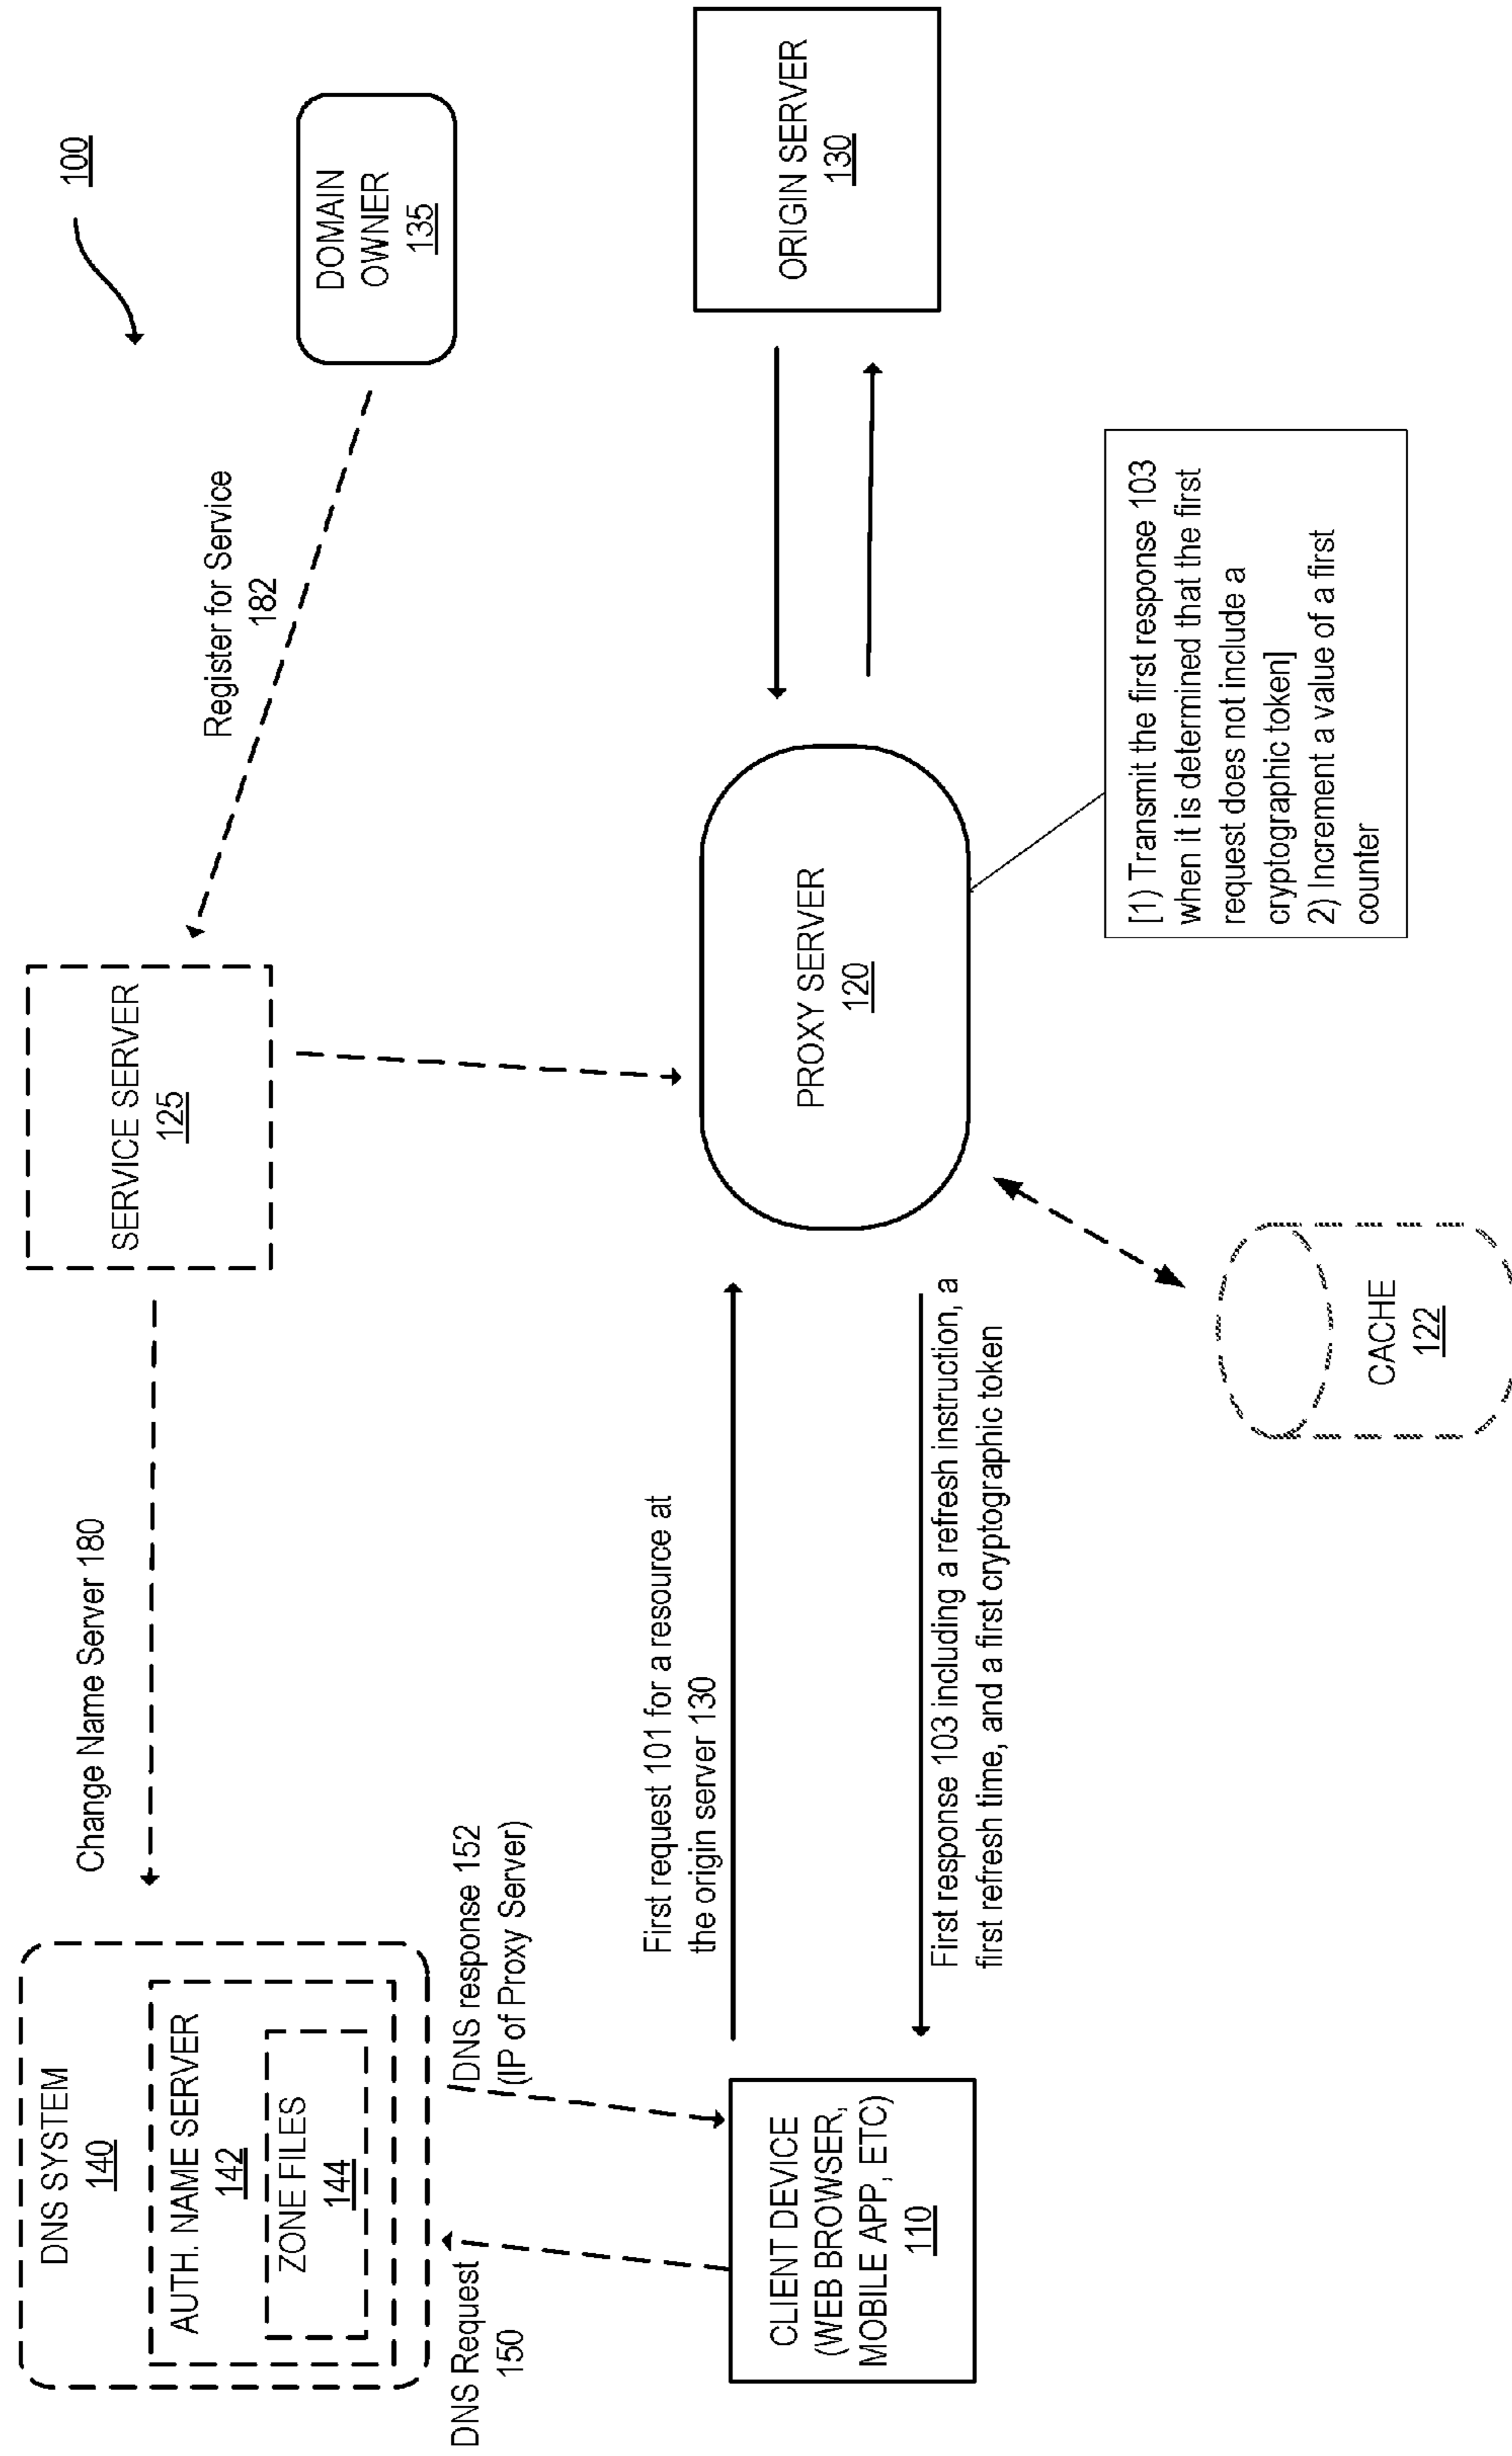 100
DNS SYSTEM
140
AUTH. NAME SERVER
142
ZONE FILES
144
Change Name Server 180
SERVICE SERVER
125
Register for Service
182
DOMAIN
OWNER
135
DNS Request
150
DNS response 152
(IP of Proxy Server)
CLIENT DEVICE
(WEB BROWSER,
MOBILE APP, ETC)
110
First request 101 for a resource at
the origin server 130
First response 103 including a refresh instruction, a
first refresh time, and a first cryptographic token
PROXY SERVER
120
ORIGIN SERVER
130
CACHE
122
[1) Transmit the first response 103
when it is determined that the first
request does not include a
cryptographic token]
2) Increment a value of a first
counter